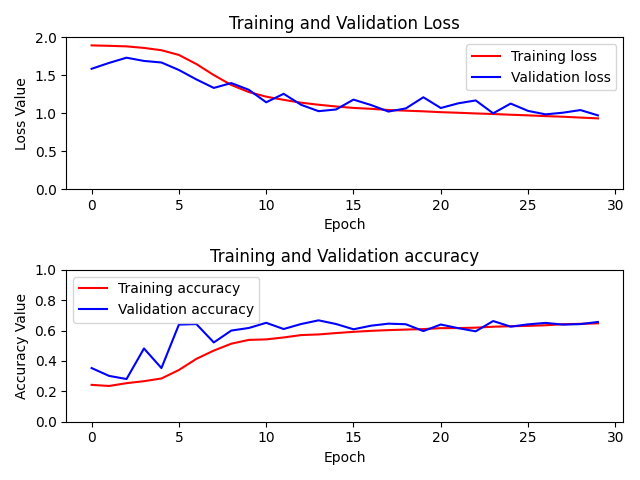 Training and Validation Loss
2.0
1.5
1.0
0.5
0.0
Loss Value
Training loss
Validation loss
0 5 10 15 20 25 30
Epoch
Training and Validation accuracy
1.0
0.8
0.6
0.4
0.2
0.0
Accuracy Value
Training accuracy
Validation accuracy
0 5 10 15 20 25 30
Epoch